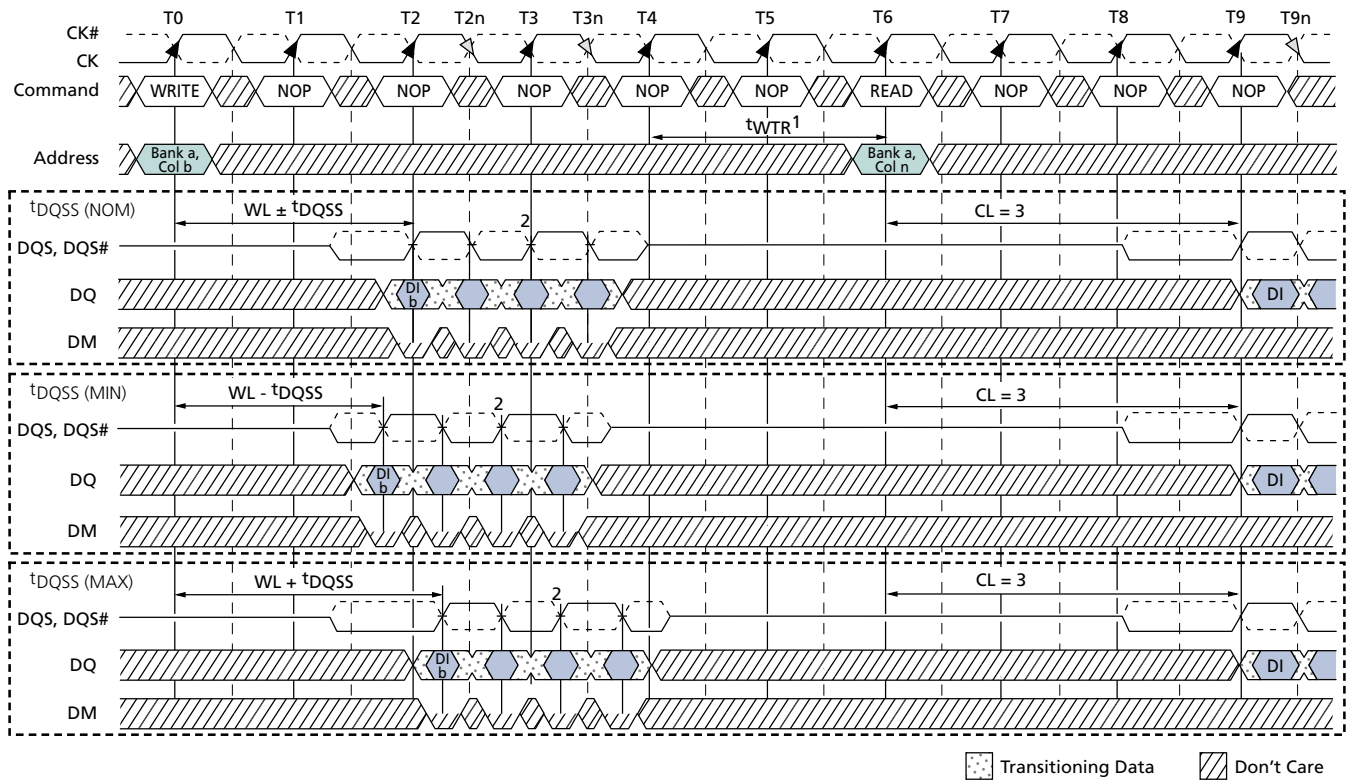 T0 T1 T2 T2n T3 T3n T4 T5 T6 T7 T8 T9 T9n
CK#
CK
Command WRITE NOP NOP NOP NOP NOP READ NOP NOP NOP
tWTR1
Address Bank a, Col b Bank a, Col n
tDQSS (NOM) WL ± tDQSS 2 CL = 3
DQS, DQS#
DQ DI b DI
DM
tDQSS (MIN) WL - tDQSS 2 CL = 3
DQS, DQS#
DQ DI b DI
DM
tDQSS (MAX) WL + tDQSS 2 CL = 3
DQS, DQS#
DQ DI b DI
DM
Transitioning Data Don't Care